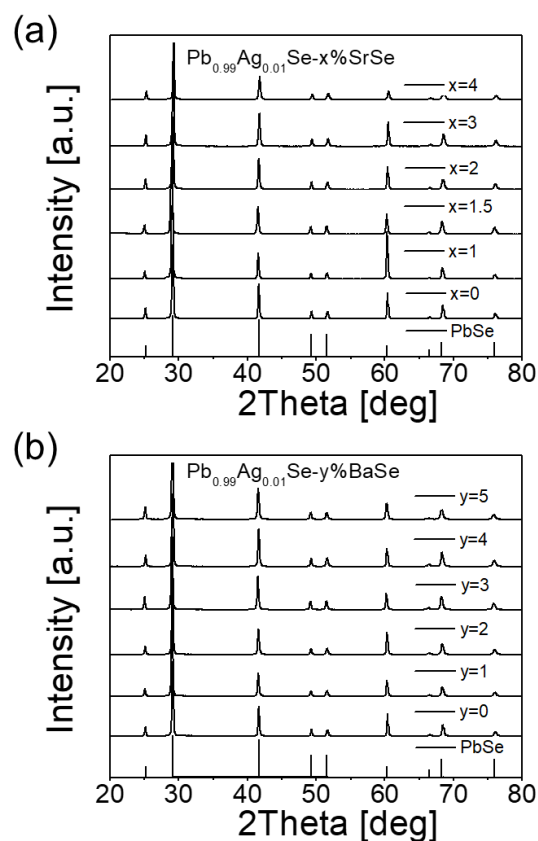 (a)
Pb0.99Ag0.01Se-x%SrSe
Intensity [a.u.]
x=4
x=3
x=2
x=1.5
x=1
x=0
PbSe
20 30 40 50 60 70 80
2Theta [deg]
(b)
Pb0.99Ag0.01Se-y%BaSe
Intensity [a.u.]
y=5
y=4
y=3
y=2
y=1
y=0
PbSe
20 30 40 50 60 70 80
2Theta [deg]